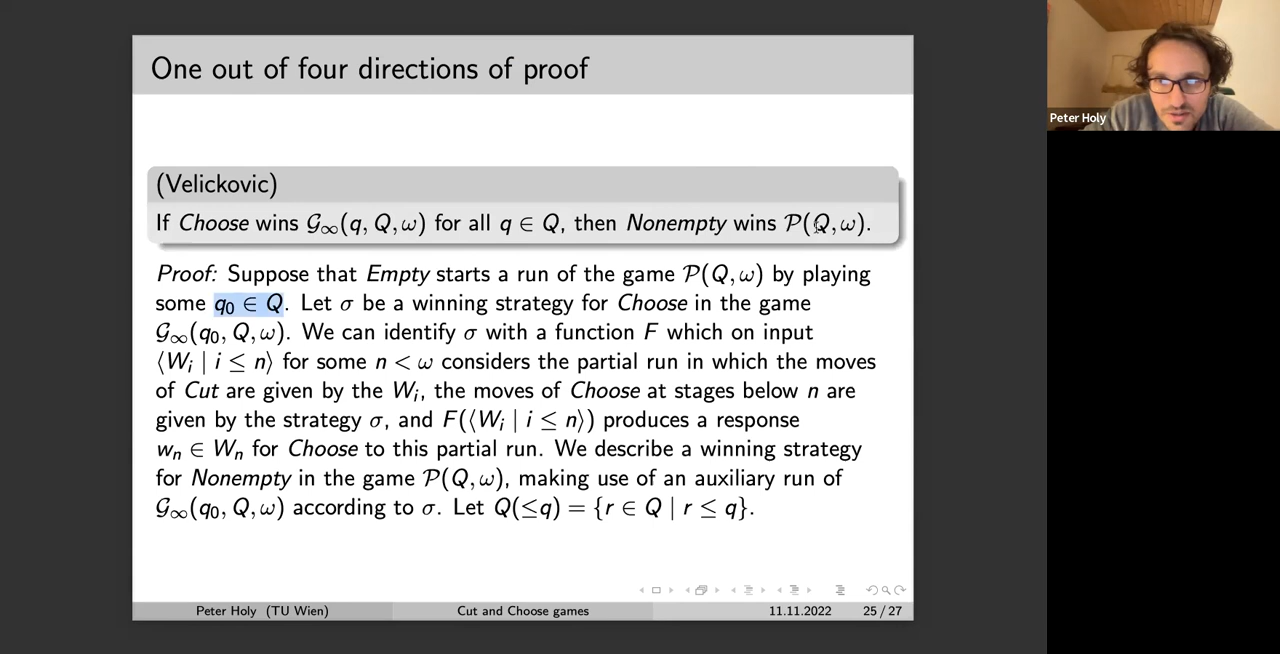 One out of four directions of proof
Peter Holy
(Velickovic)
If Choose wins 𝒢∞(q, Q, ω) for all q ∈ Q, then Nonempty wins 𝒫(Q, ω).
Proof: Suppose that Empty starts a run of the game 𝒫(Q, ω) by playing
some q₀ ∈ Q. Let σ be a winning strategy for Choose in the game
𝒢∞(q₀, Q, ω). We can identify σ with a function F which on input
⟨Wᵢ | i ≤ n⟩ for some n < ω considers the partial run in which the moves
of Cut are given by the Wᵢ, the moves of Choose at stages below n are
given by the strategy σ, and F(⟨Wᵢ | i ≤ n⟩) produces a response
wₙ ∈ Wₙ for Choose to this partial run. We describe a winning strategy
for Nonempty in the game 𝒫(Q, ω), making use of an auxiliary run of
𝒢∞(q₀, Q, ω) according to σ. Let Q(≤q) = {r ∈ Q | r ≤ q}.
Peter Holy (TU Wien)
Cut and Choose games
11.11.2022
25 / 27